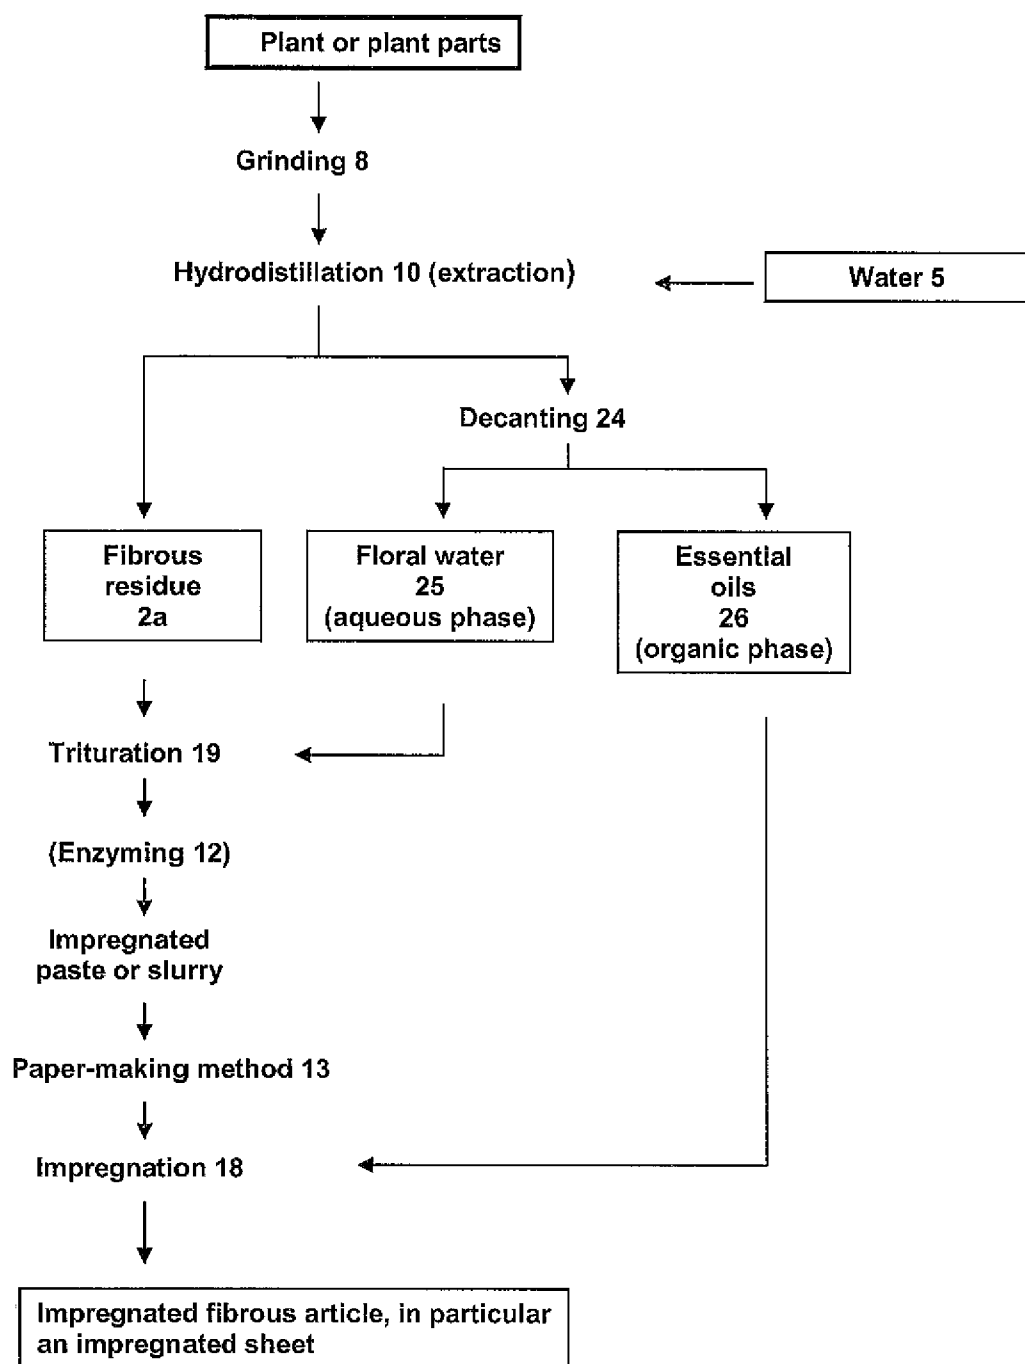 Plant or plant parts
Grinding 8
Hydrodistillation 10 (extraction)
Water 5
Decanting 24
Fibrous
residue
2a
Floral water
25
(aqueous phase)
Essential
oils
26
(organic phase)
Trituration 19
(Enzyming 12)
Impregnated
paste or slurry
Paper-making method 13
Impregnation 18
Impregnated fibrous article, in particular
an impregnated sheet